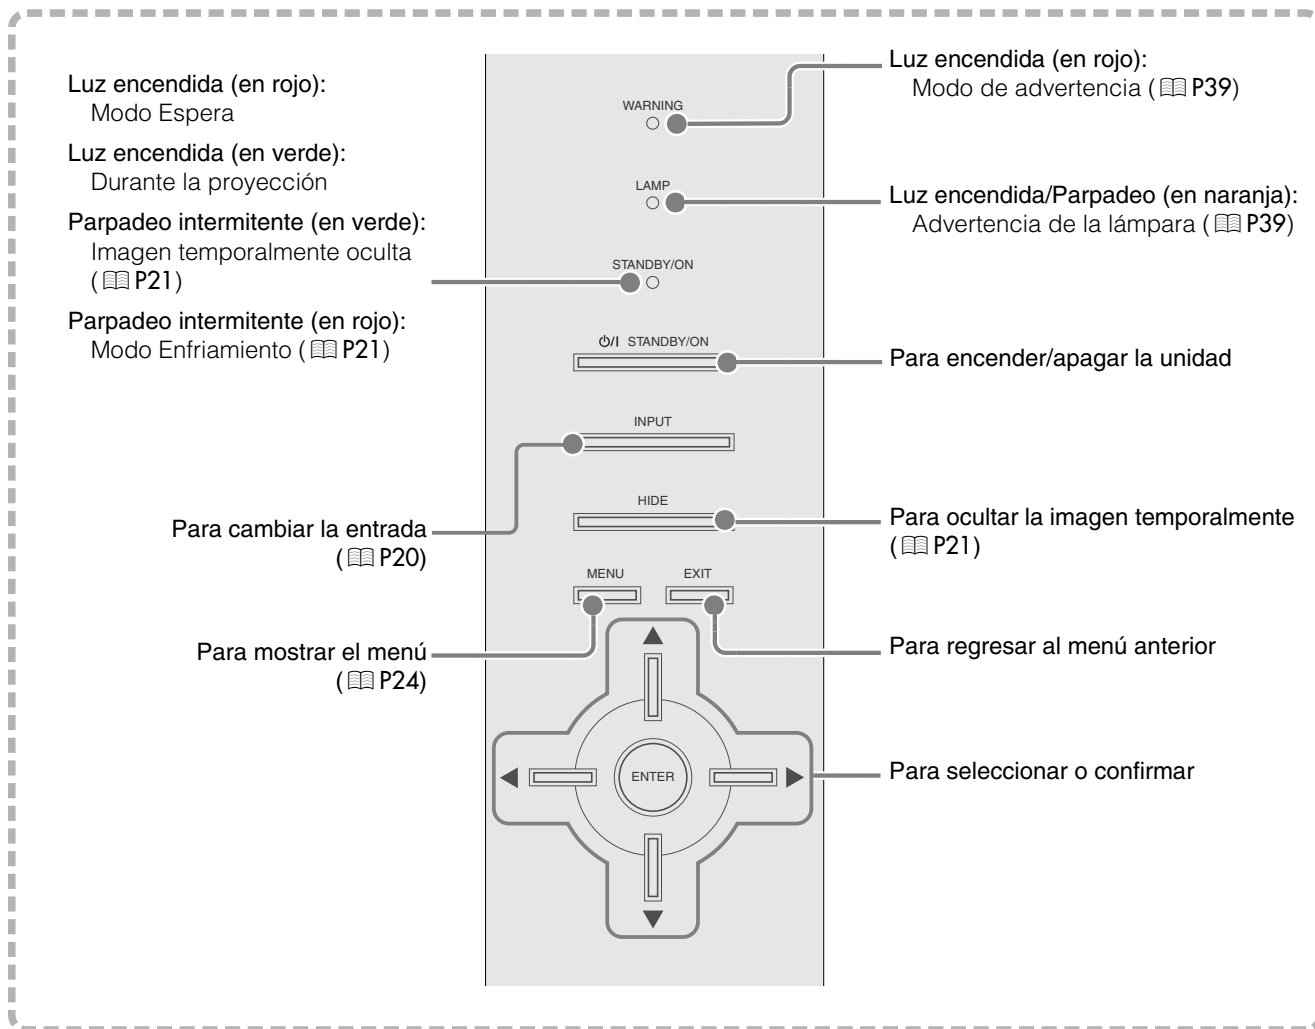 Luz encendida (en rojo):
Modo Espera
Luz encendida (en verde):
Durante la proyección
Parpadeo intermitente (en verde):
Imagen temporalmente oculta
(P21)
Parpadeo intermitente (en rojo):
Modo Enfriamiento (P21)
Para cambiar la entrada
(P20)
Para mostrar el menú
(P24)
WARNING
LAMP
STANDBY/ON
⏻/I STANDBY/ON
INPUT
HIDE
MENU
EXIT
ENTER
Luz encendida (en rojo):
Modo de advertencia (P39)
Luz encendida/Parpadeo (en naranja):
Advertencia de la lámpara (P39)
Para encender/apagar la unidad
Para ocultar la imagen temporalmente
(P21)
Para regresar al menú anterior
Para seleccionar o confirmar